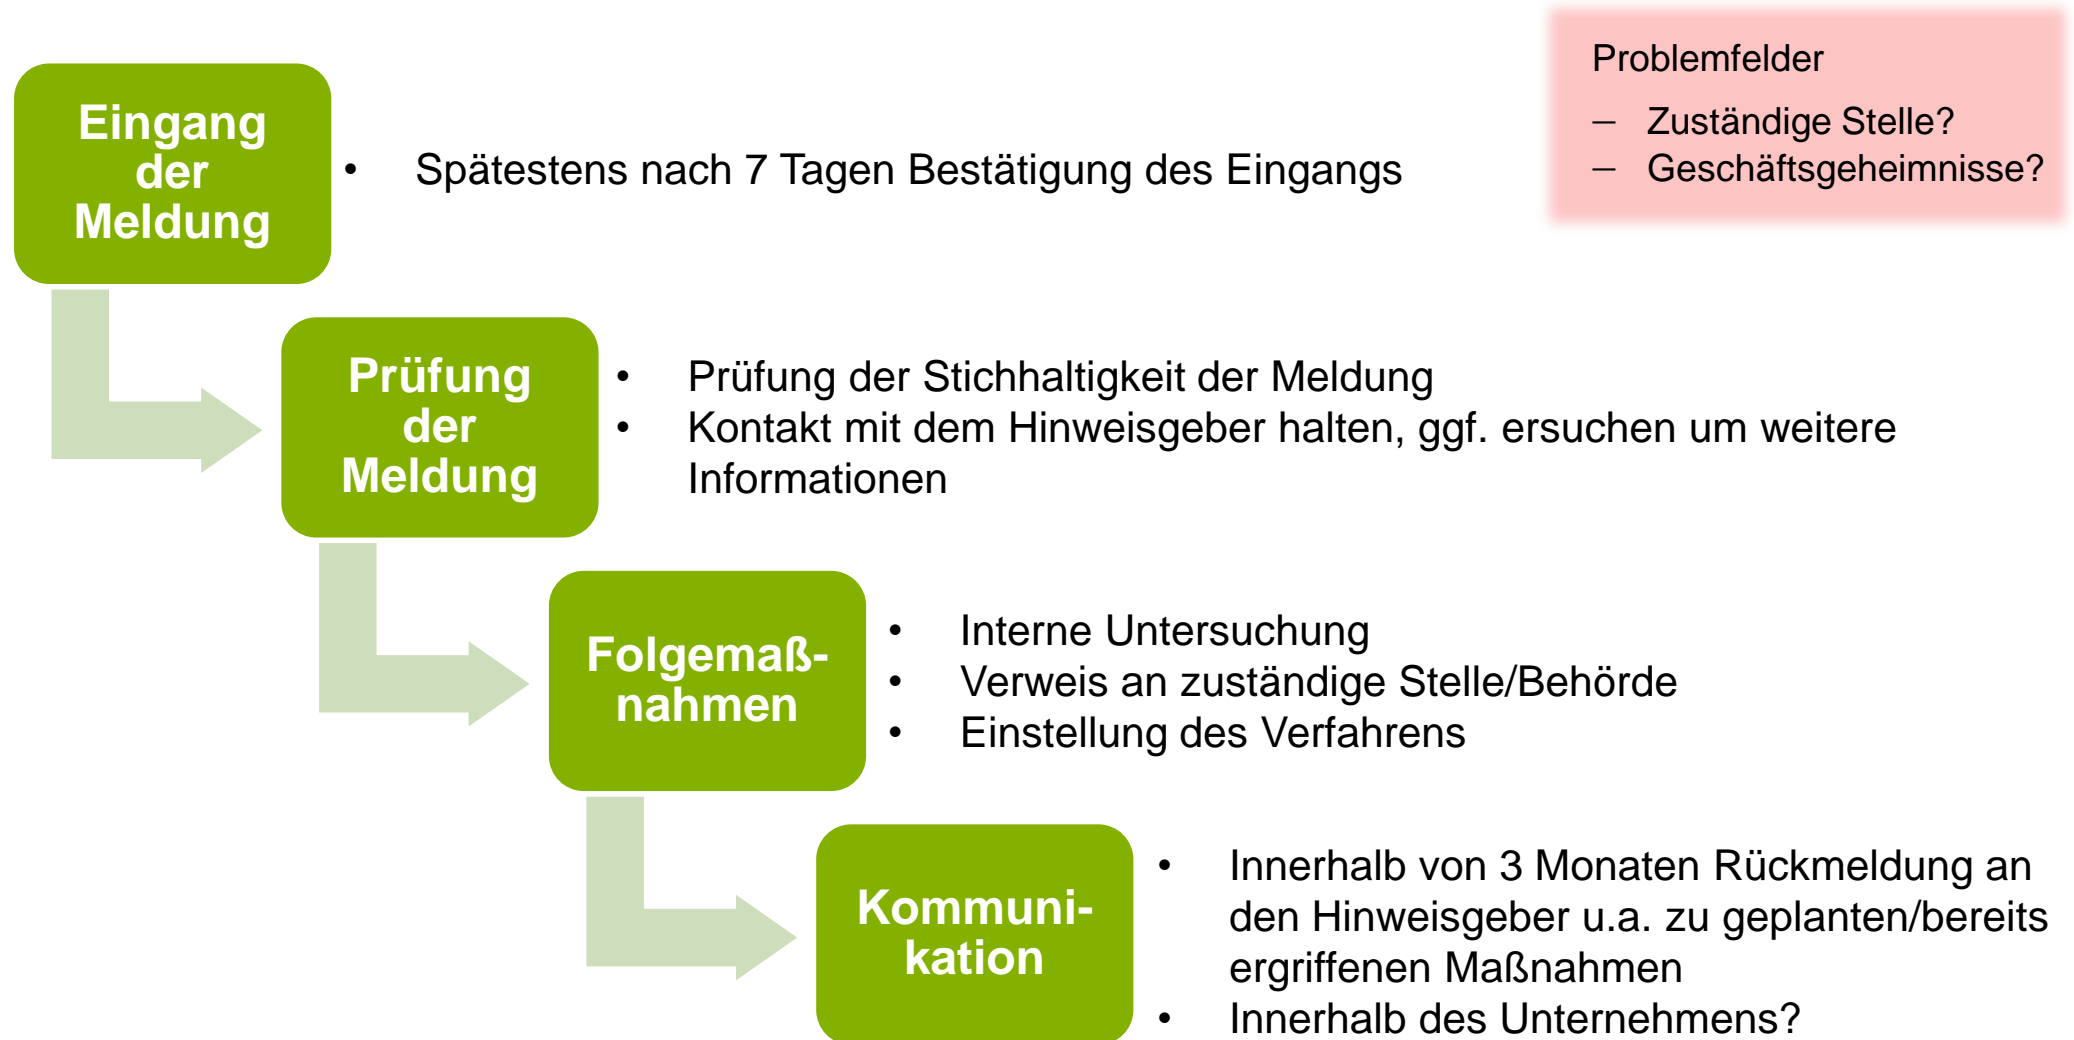 Problemfelder
– Zuständige Stelle?
– Geschäftsgeheimnisse?
Eingang
der
Meldung
• Spätestens nach 7 Tagen Bestätigung des Eingangs
Prüfung
der
Meldung
• Prüfung der Stichhaltigkeit der Meldung
• Kontakt mit dem Hinweisgeber halten, ggf. ersuchen um weitere
Informationen
Folgemaß-
nahmen
• Interne Untersuchung
• Verweis an zuständige Stelle/Behörde
• Einstellung des Verfahrens
Kommuni-
kation
• Innerhalb von 3 Monaten Rückmeldung an
den Hinweisgeber u.a. zu geplanten/bereits
ergriffenen Maßnahmen
• Innerhalb des Unternehmens?